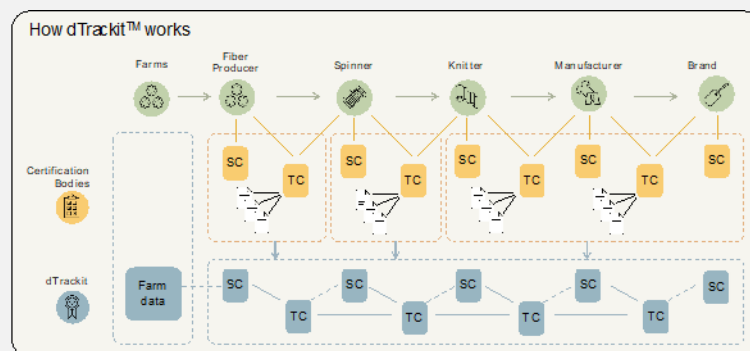 How dTrackit™ works
Farms
Fiber
Producer
Spinner
Knitter
Manufacturer
Brand
Certification
Bodies
SC
TC
SC
TC
SC
TC
SC
TC
SC
dTrackit
Farm
data
SC
TC
SC
TC
SC
TC
SC
TC
SC